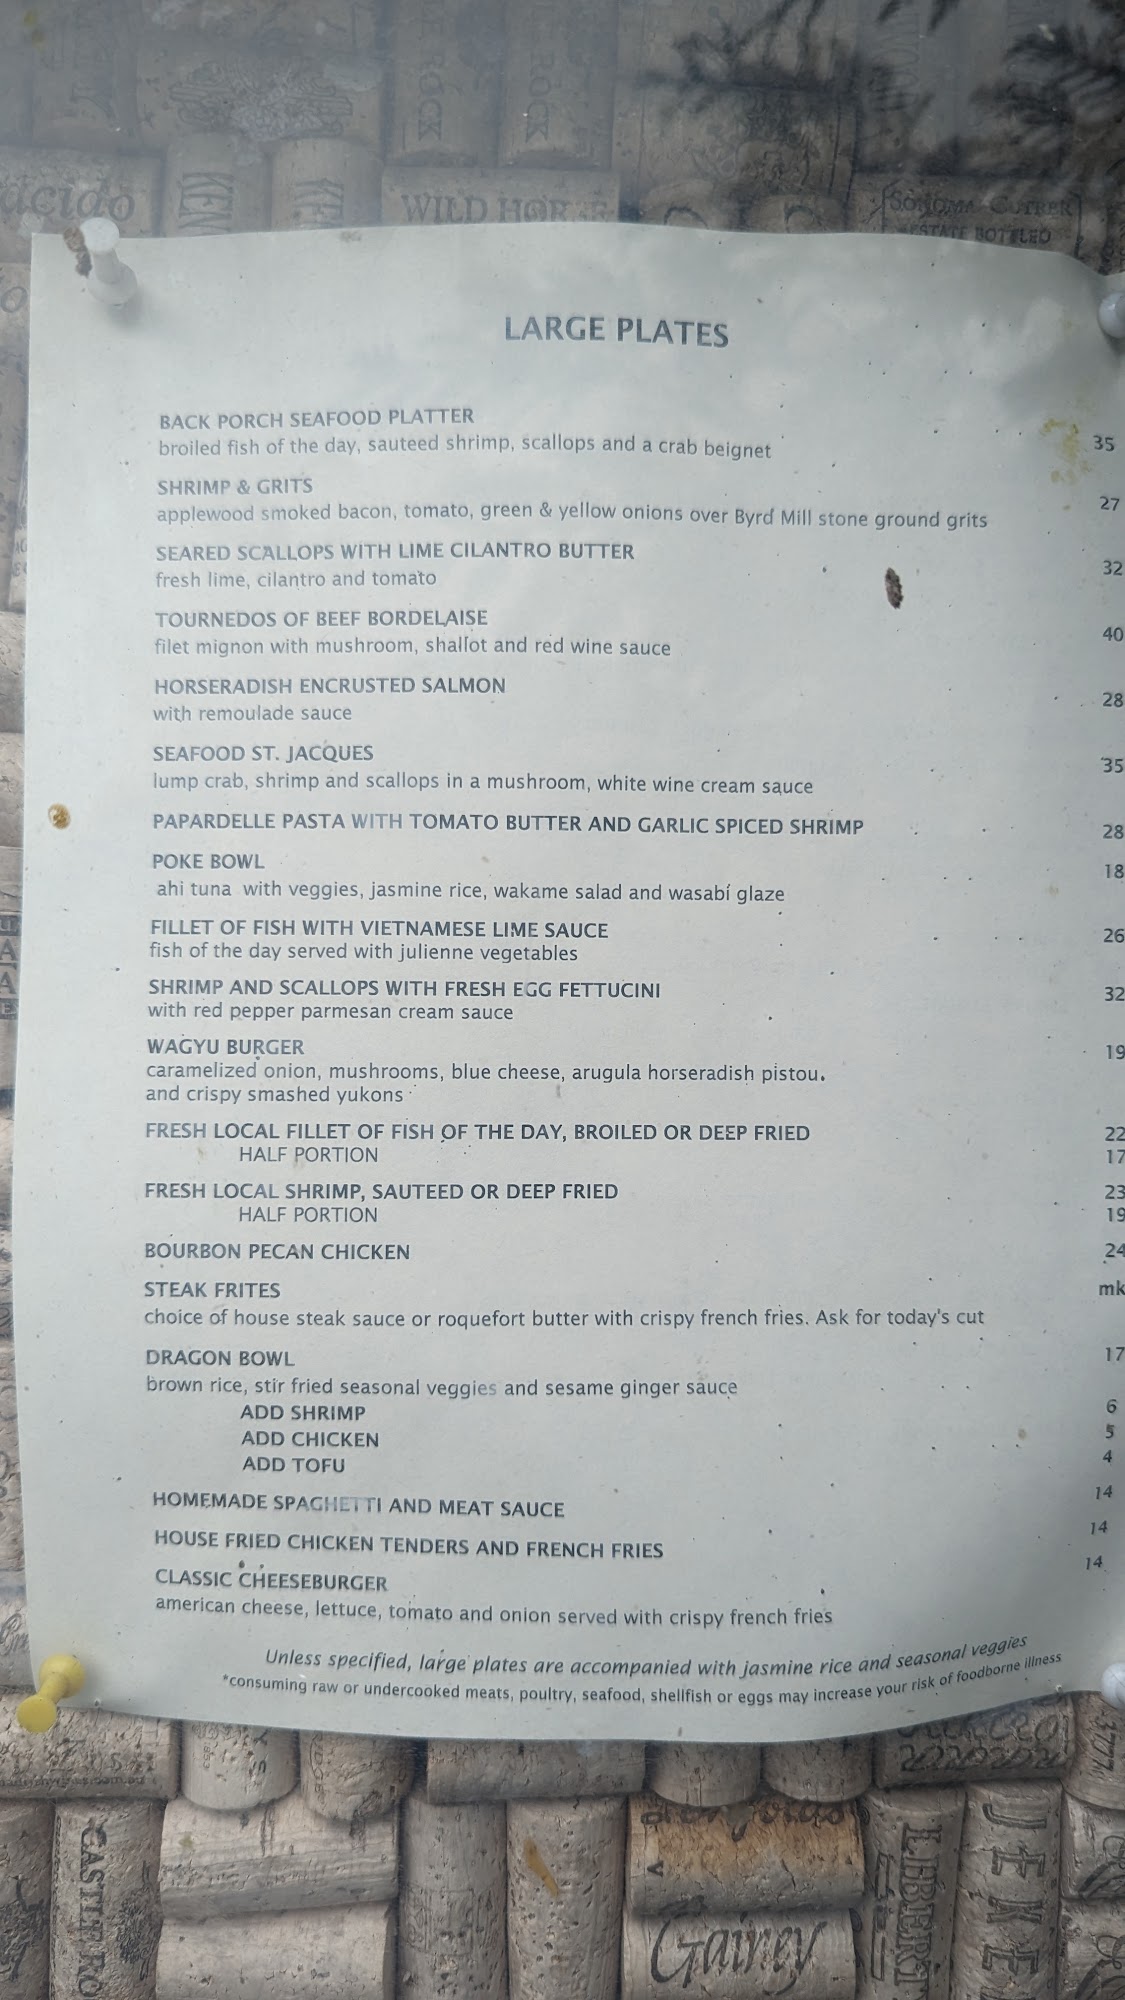 ROCK
ROCK
KEN
WILD HORSE
SONOMA-CUTRER
ESTATE BOTTLED
LARGE PLATES
BACK PORCH SEAFOOD PLATTER
broiled fish of the day, sauteed shrimp, scallops and a crab beignet 35
SHRIMP & GRITS
applewood smoked bacon, tomato, green & yellow onions over Byrd Mill stone ground grits 27
SEARED SCALLOPS WITH LIME CILANTRO BUTTER
fresh lime, cilantro and tomato 32
TOURNEDOS OF BEEF BORDELAISE
filet mignon with mushroom, shallot and red wine sauce 40
HORSERADISH ENCRUSTED SALMON
with remoulade sauce 28
SEAFOOD ST. JACQUES
lump crab, shrimp and scallops in a mushroom, white wine cream sauce 35
PAPARDELLE PASTA WITH TOMATO BUTTER AND GARLIC SPICED SHRIMP 28
POKE BOWL 18
ahi tuna with veggies, jasmine rice, wakame salad and wasabí glaze
FILLET OF FISH WITH VIETNAMESE LIME SAUCE 26
fish of the day served with julienne vegetables
SHRIMP AND SCALLOPS WITH FRESH EGG FETTUCINI 32
with red pepper parmesan cream sauce
WAGYU BURGER 19
caramelized onion, mushrooms, blue cheese, arugula horseradish pistou.
and crispy smashed yukons
FRESH LOCAL FILLET OF FISH OF THE DAY, BROILED OR DEEP FRIED 22
HALF PORTION 17
FRESH LOCAL SHRIMP, SAUTEED OR DEEP FRIED 23
HALF PORTION 19
BOURBON PECAN CHICKEN 24
STEAK FRITES mk
choice of house steak sauce or roquefort butter with crispy french fries. Ask for today's cut
DRAGON BOWL 17
brown rice, stir fried seasonal veggies and sesame ginger sauce
ADD SHRIMP 6
ADD CHICKEN 5
ADD TOFU 4
HOMEMADE SPAGHETTI AND MEAT SAUCE 14
HOUSE FRIED CHICKEN TENDERS AND FRENCH FRIES 14
CLASSIC CHEESEBURGER 14
american cheese, lettuce, tomato and onion served with crispy french fries
Unless specified, large plates are accompanied with jasmine rice and seasonal veggies
*consuming raw or undercooked meats, poultry, seafood, shellfish or eggs may increase your risk of foodborne illness
Gainey